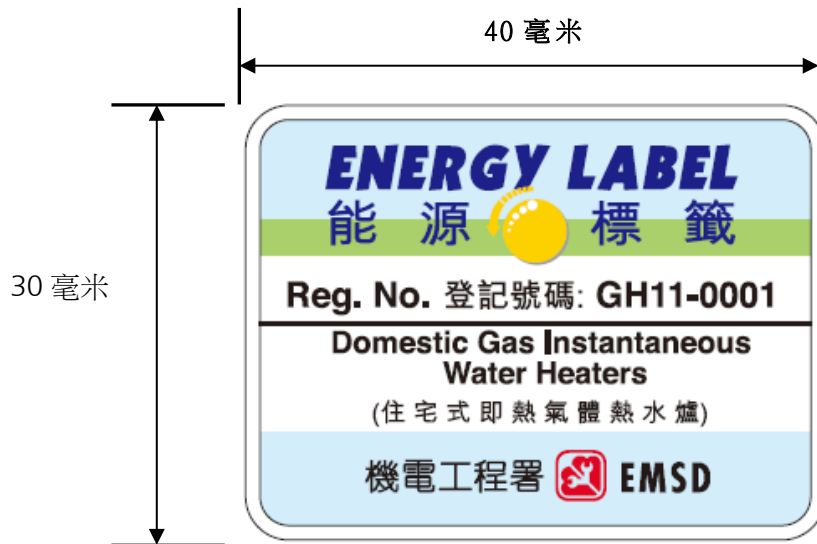 40 毫米
ENERGY LABEL
能源標籤
30 毫米
Reg. No. 登記號碼: GH11-0001
Domestic Gas Instantaneous
Water Heaters
(住宅式即熱氣體熱水爐)
機電工程署 EMSD